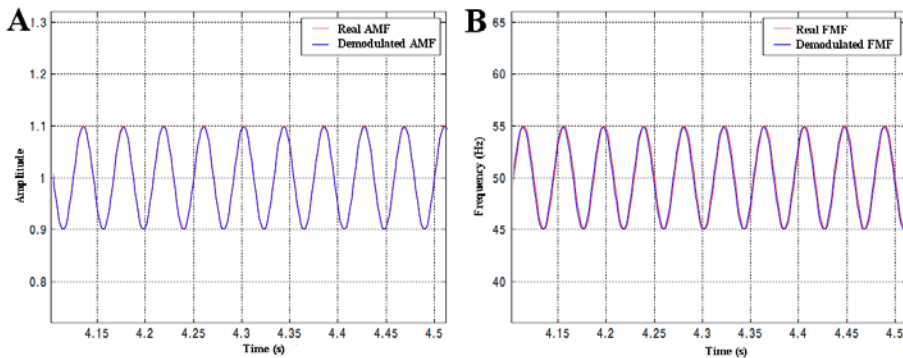 A
Real AMF
Demodulated AMF
1.3
1.2
1.1
1
0.9
0.8
Amplitude
4.15
4.2
4.25
4.3
4.35
4.4
4.45
4.5
Time (s)
B
Real FMF
Demodulated FMF
65
60
55
50
45
40
Frequency (Hz)
4.15
4.2
4.25
4.3
4.35
4.4
4.45
4.5
Time (s)